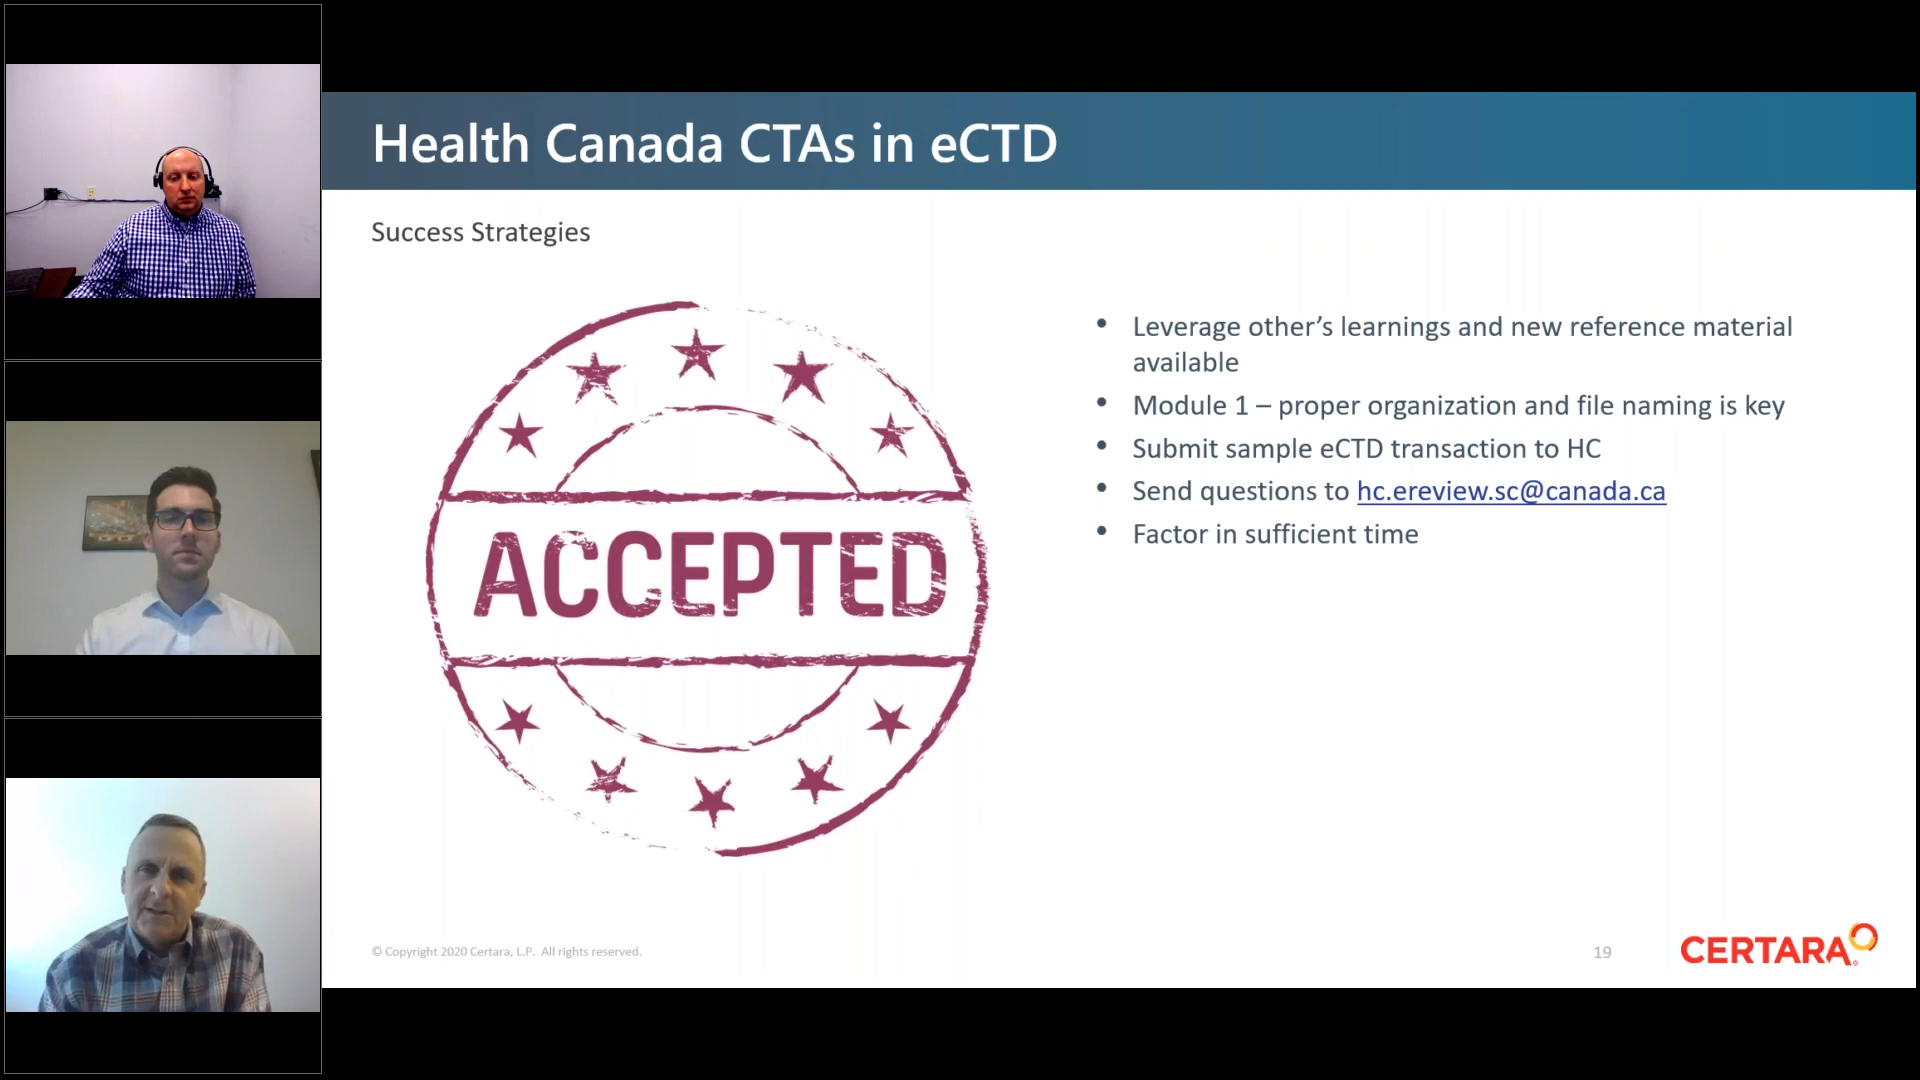 Health Canada CTAs in eCTD
Success Strategies
ACCEPTED
• Leverage other’s learnings and new reference material
available
• Module 1 – proper organization and file naming is key
• Submit sample eCTD transaction to HC
• Send questions to hc.ereview.sc@canada.ca
• Factor in sufficient time
© Copyright 2020 Certara, L.P. All rights reserved.
19
CERTARA